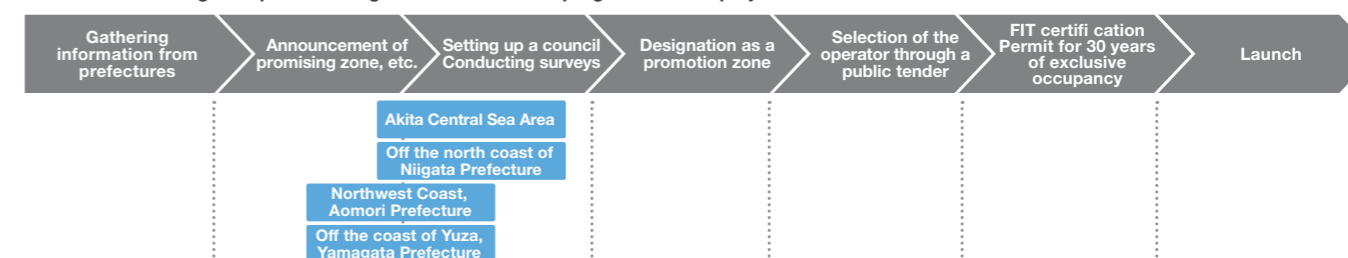 Gathering
information from
prefectures
Announcement of
promising zone, etc.
Setting up a council
Conducting surveys
Designation as a
promotion zone
Selection of the
operator through a
public tender
FIT certifi cation
Permit for 30 years
of exclusive
occupancy
Launch
Akita Central Sea Area
Off the north coast of
Niigata Prefecture
Northwest Coast,
Aomori Prefecture
Off the coast of Yuza,
Yamagata Prefecture